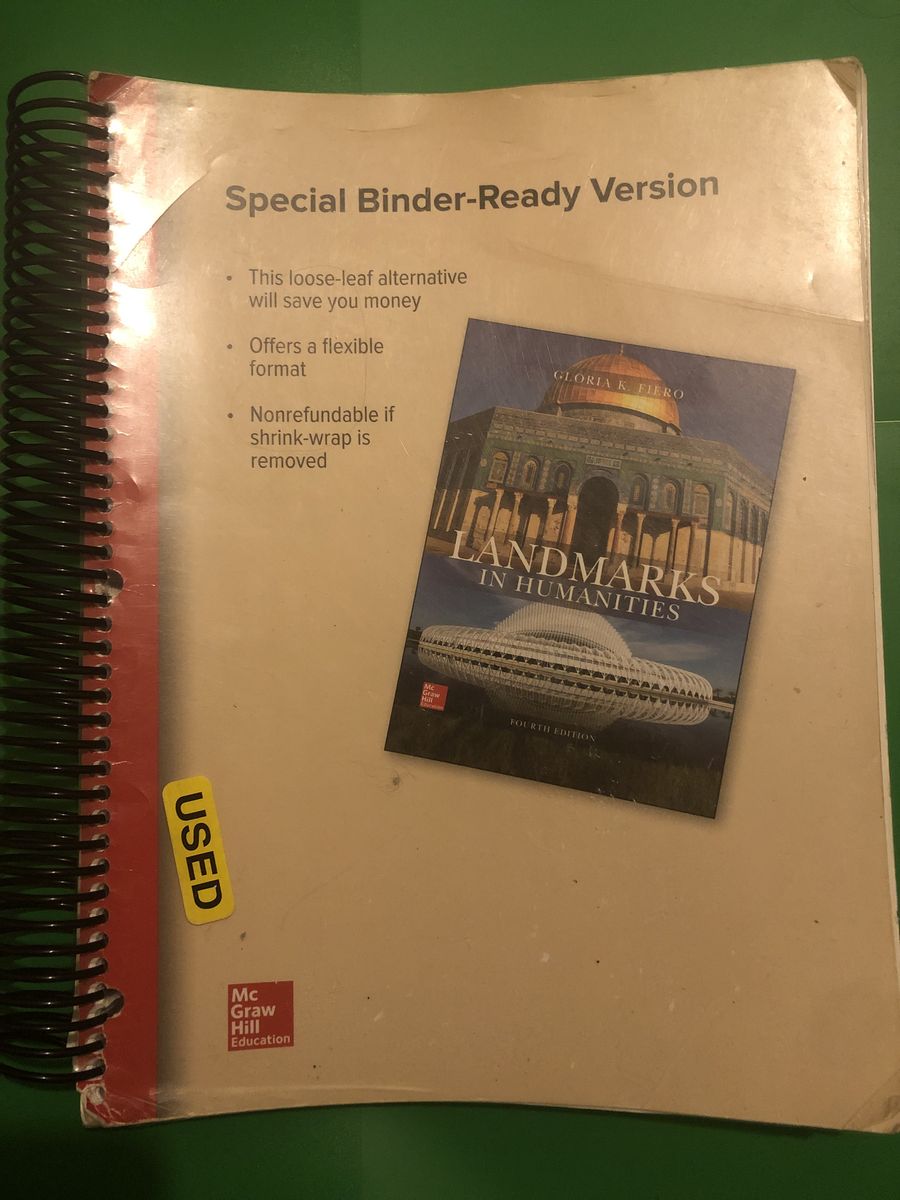 Special Binder-Ready Version
• This loose-leaf alternative
will save you money
• Offers a flexible
format
• Nonrefundable if
shrink-wrap is
removed
GLORIA K. FIERO
LANDMARKS
IN HUMANITIES
Mc
Graw
Hill
Education
FOURTH EDITION
USED
Mc
Graw
Hill
Education